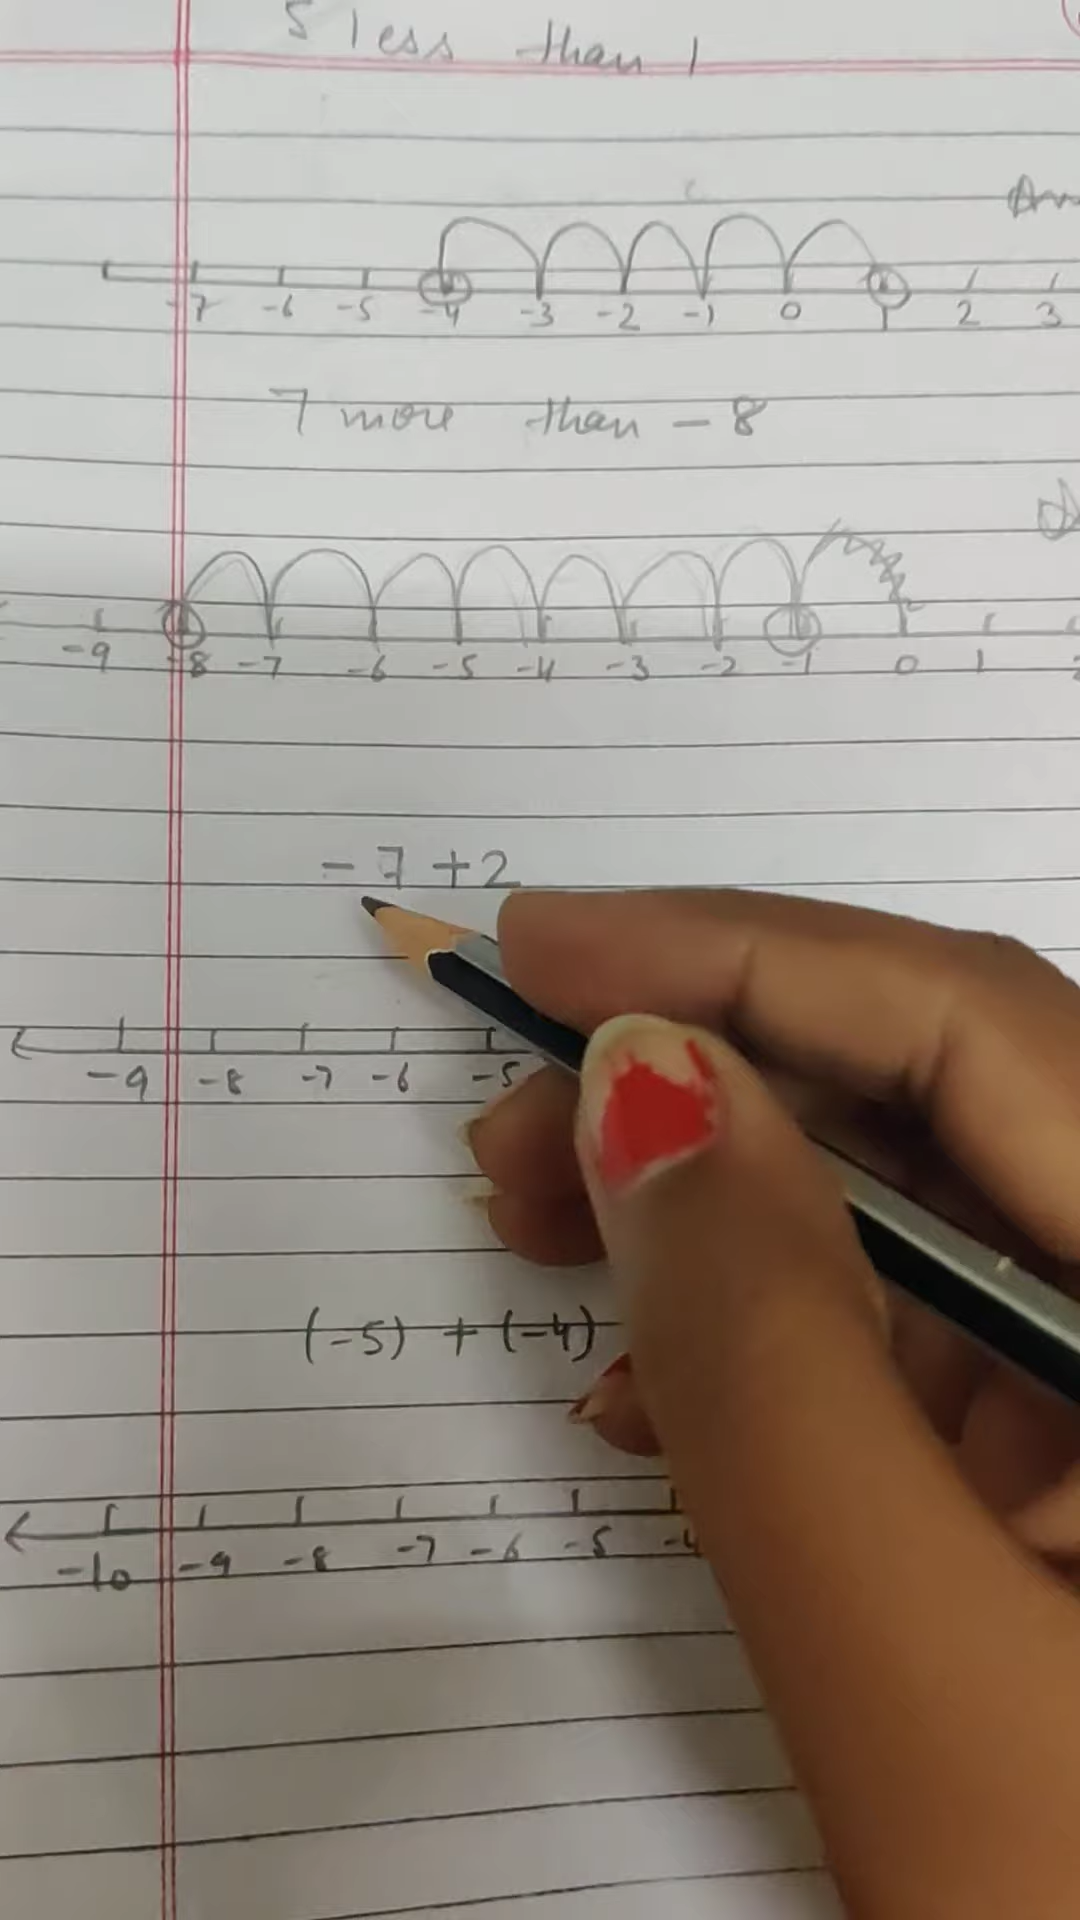 5 less than 1
-7 -6 -5 -4 -3 -2 -1 0 1 2 3
7 more than -8
-9 -8 -7 -6 -5 -4 -3 -2 -1 0 1
-7 +2
-9 -8 -7 -6 -5
(-5) + (-4)
-10 -9 -8 -7 -6 -5 -4